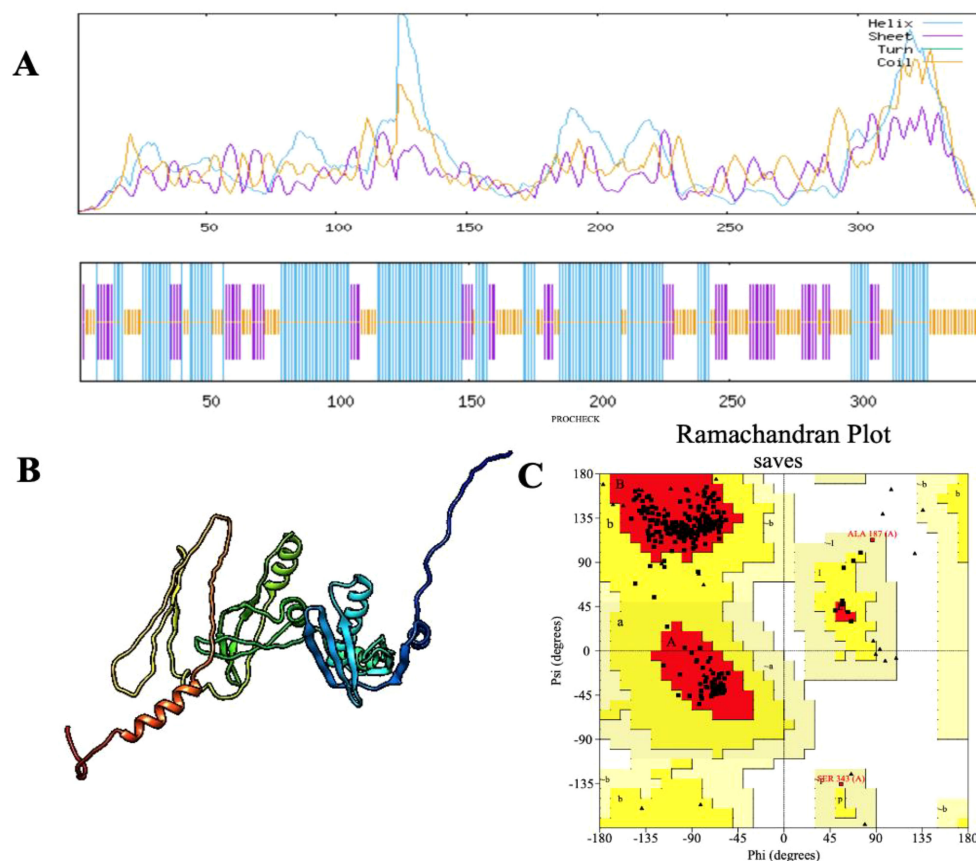 A
Helix
Sheet
Turn
Coil
50 100 150 200 250 300
50 100 150 200 250 300
PROCHECK
B
Ramachandran Plot
saves
C
180
135
90
45
0
-45
-90
-135
-180 -135 -90 -45 0 45 90 135 180
Psi (degrees)
Phi (degrees)
B
b
~b
a
A
~a
~l
l
ALA 187 (A)
~b
~b
b
b
SER 343 (A)
~p
p
~b